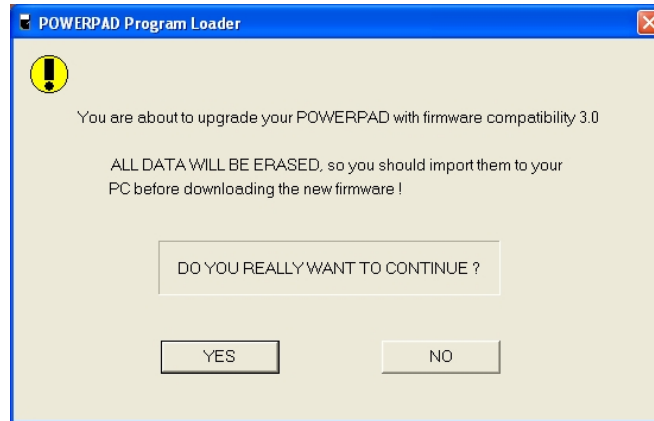 POWERPAD Program Loader
You are about to upgrade your POWERPAD with firmware compatibility 3.0
ALL DATA WILL BE ERASED, so you should import them to your
PC before downloading the new firmware !
DO YOU REALLY WANT TO CONTINUE ?
YES NO